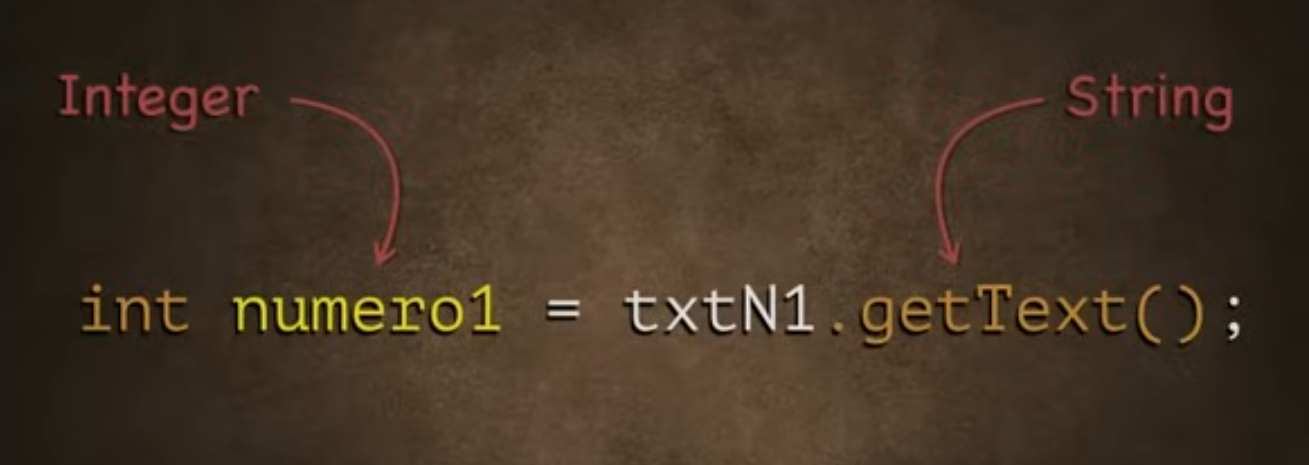 Integer
String
int numero1 = txtN1.getText();